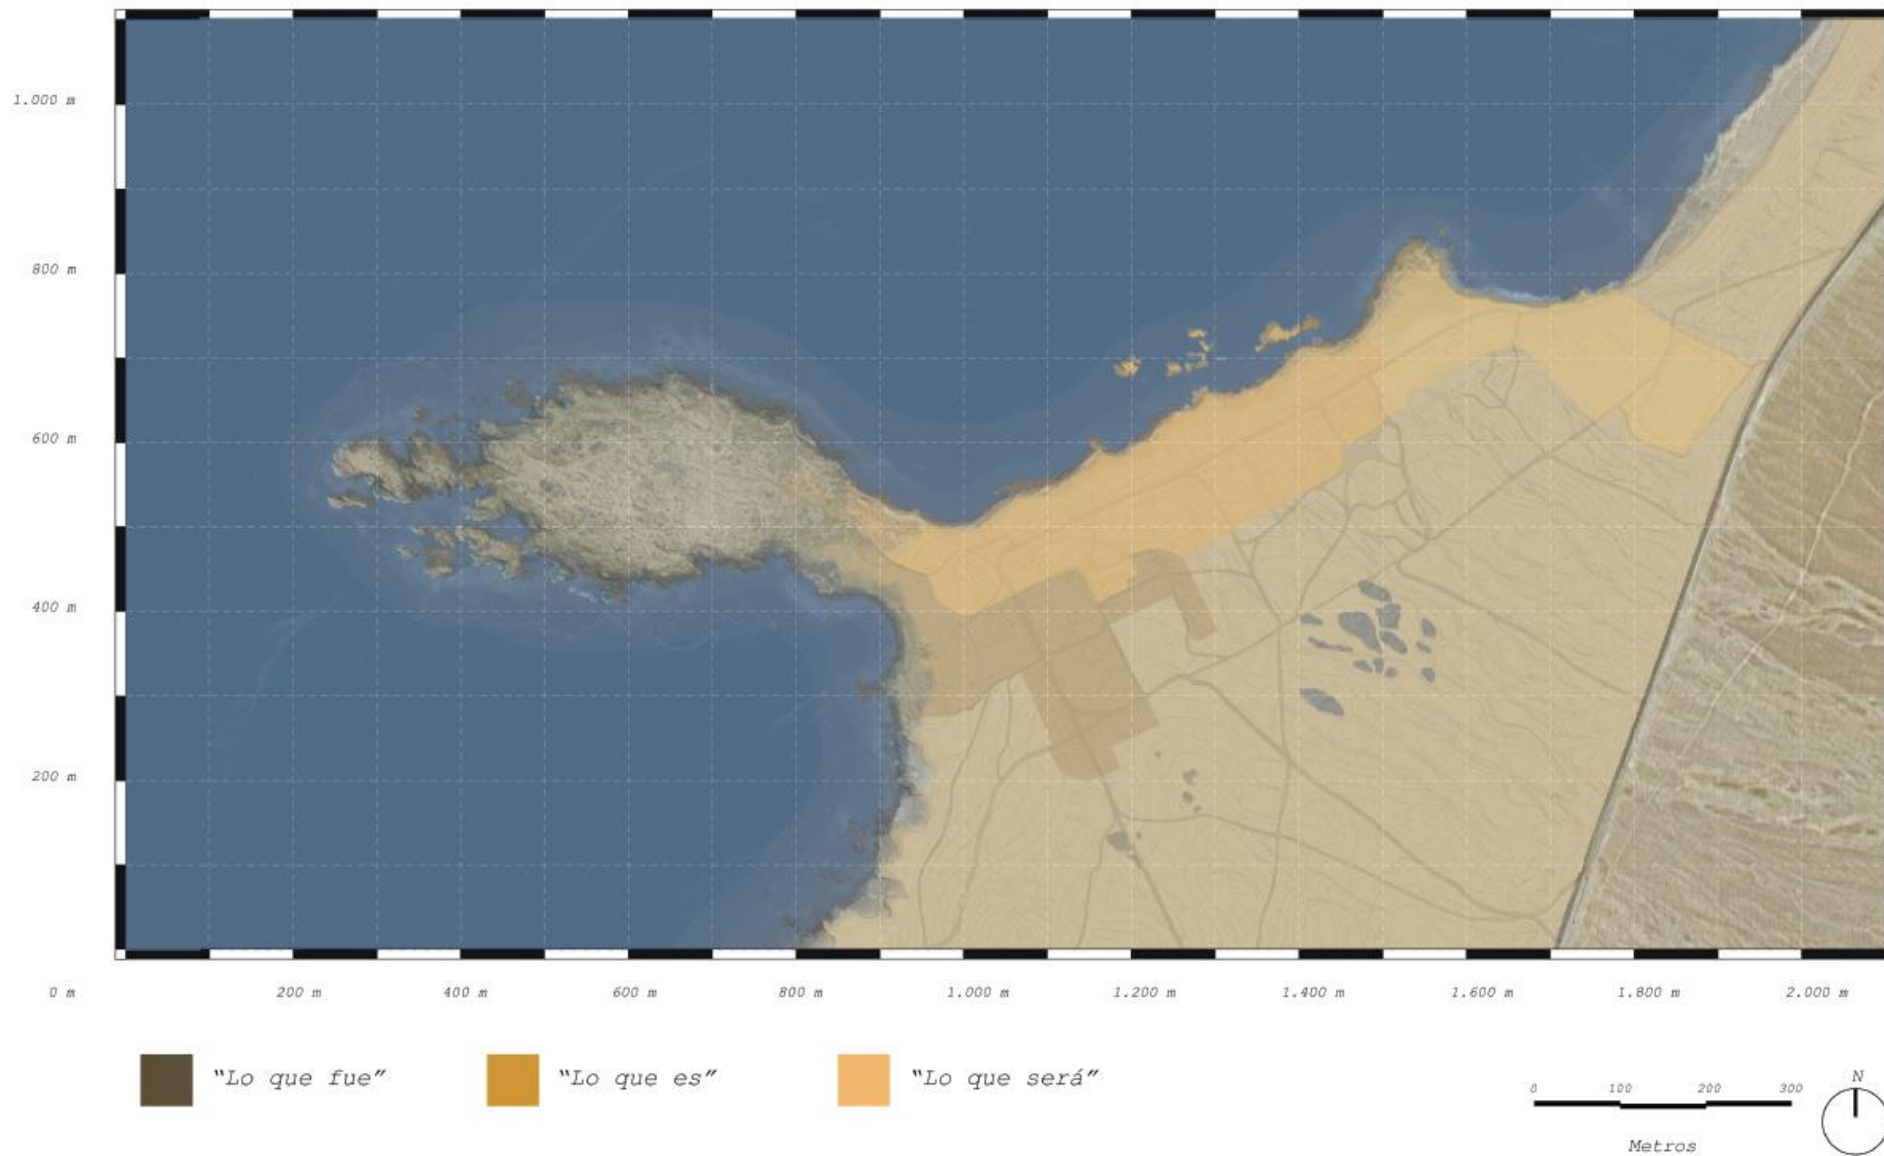 1.000 m
800 m
600 m
400 m
200 m
0 m 200 m 400 m 600 m 800 m 1.000 m 1.200 m 1.400 m 1.600 m 1.800 m 2.000 m
“Lo que fue” “Lo que es” “Lo que será”
0 100 200 300
Metros
N